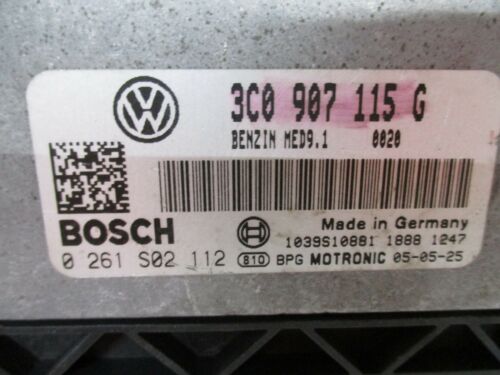 3C0 907 115 G
BENZIN MED9.1 0020
BOSCH
Made in Germany
1039S10881 1888 1247
0 261 S02 112 810 BPG MOTRONIC 05-05-25